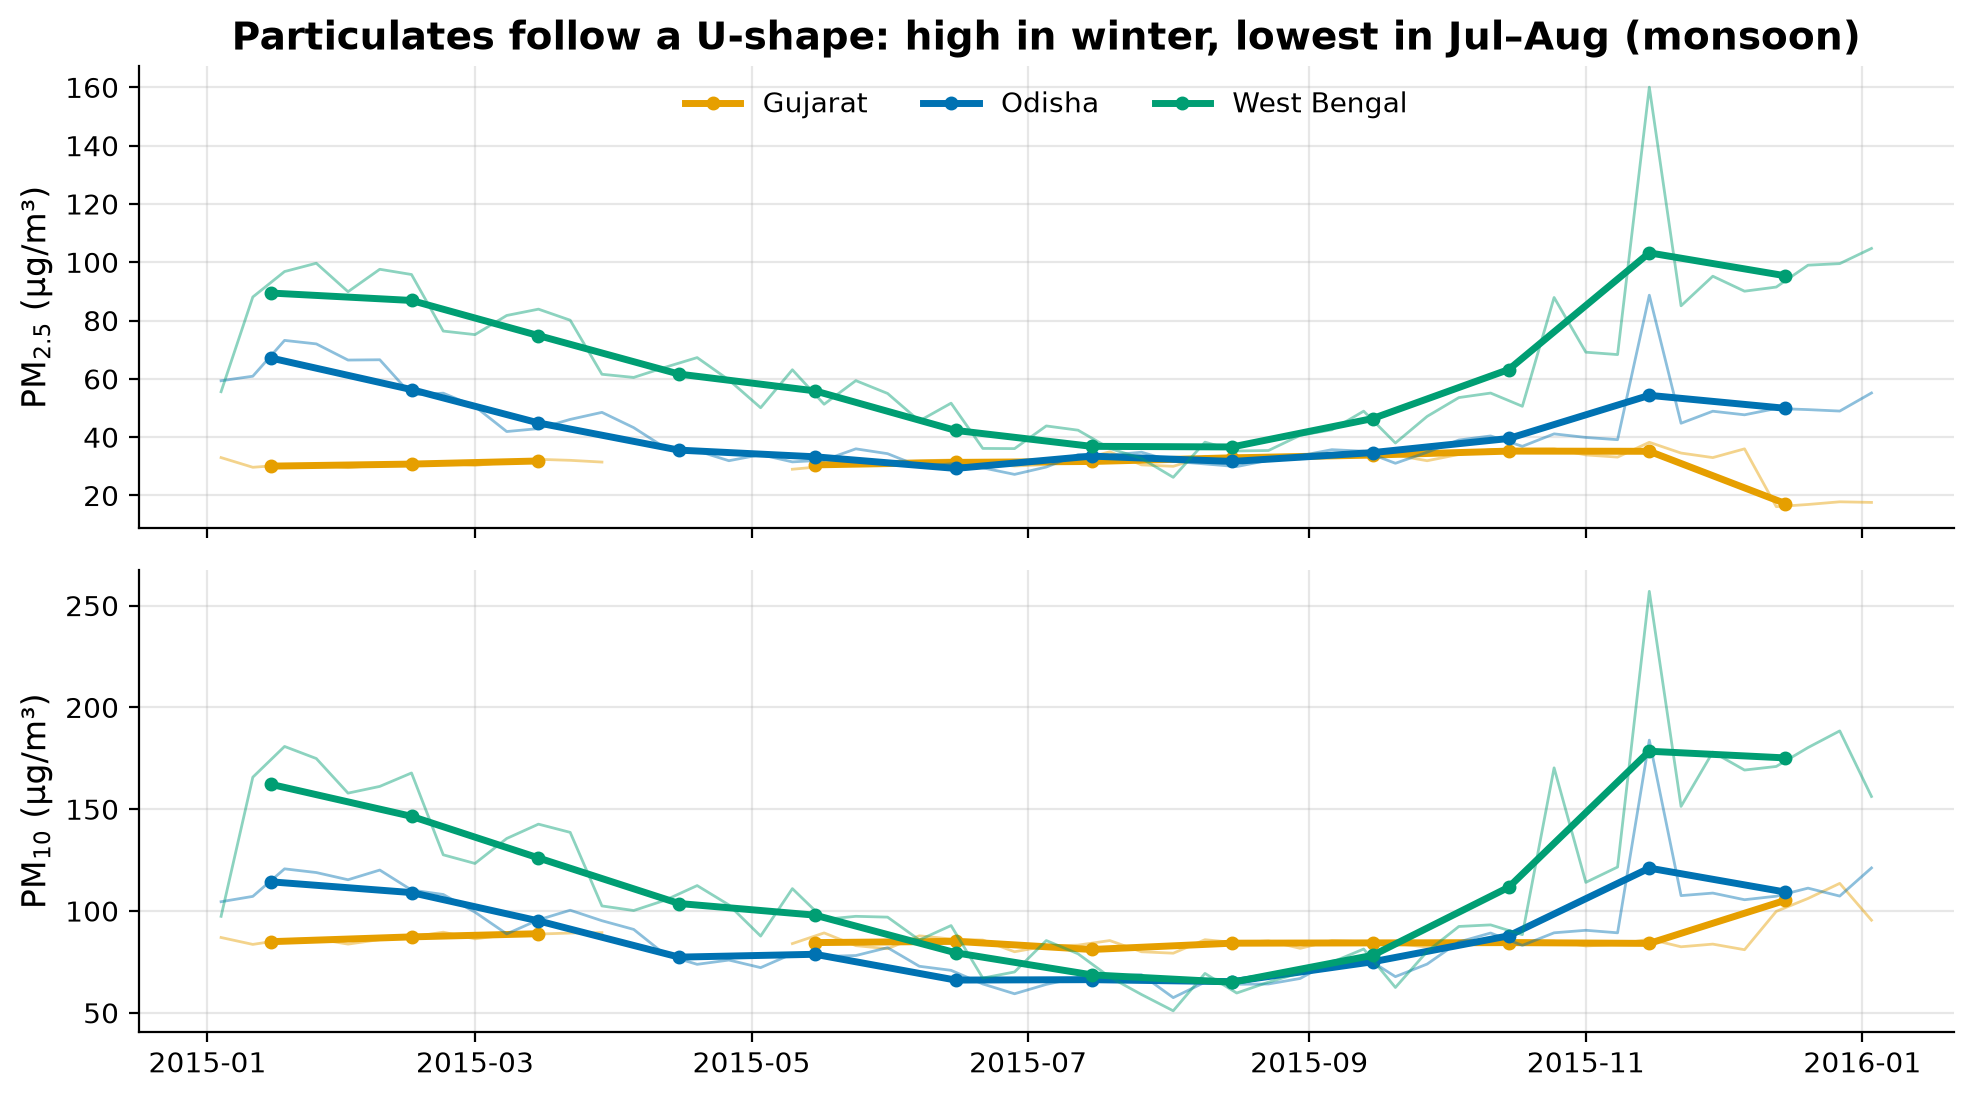 Particulates follow a U-shape: high in winter, lowest in Jul–Aug (monsoon)
Gujarat Odisha West Bengal
PM2.5 (µg/m³)
160
140
120
100
80
60
40
20
PM10 (µg/m³)
250
200
150
100
50
2015-01 2015-03 2015-05 2015-07 2015-09 2015-11 2016-01